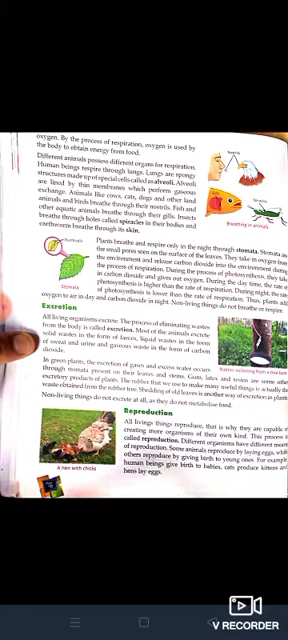 oxygen. By the process of respiration, oxygen is used by
the body to obtain energy from food.
Different animals possess different organs for respiration.
Human beings respire through lungs. Lungs are spongy
structures made up of special cells called as alveoli. Alveoli
are lined by thin membranes which perform gaseous
exchange. Animals like cows, cats, dogs and other land
animals and birds breathe through their nostrils. Fish and
other aquatic animals breathe through their gills. Insects
breathe through holes called spiracles in their bodies and
earthworms breathe through its skin.
Nostrils
Spiracles
Breathing in animals
Stomata
Plants breathe and respire only in the night through stomata. Stomata are
the small pores seen on the surface of the leaves. They take in oxygen from
the environment and release carbon dioxide into the environment during
the process of respiration. During the process of photosynthesis, they take
in carbon dioxide and gives out oxygen. During the day time, the rate of
photosynthesis is higher than the rate of respiration. During night, the rate
of photosynthesis is lower than the rate of respiration. Thus, plants add
oxygen to air in day and carbon dioxide in night. Non-living things do not breathe or respire.
Excretion
All living organisms excrete. The process of eliminating wastes
from the body is called excretion. Most of the animals excrete
solid wastes in the form of faeces, liquid wastes in the form
of sweat and urine and gaseous waste in the form of carbon
dioxide.
Rubber collecting from a tree bark
In green plants, the excretion of gases and excess water occurs
through stomata present on their leaves and stems. Gum, latex and resins are some other
excretory products of plants. The rubber that we use to make many useful things is actually the
waste obtained from the rubber tree. Shedding of old leaves is another way of excretion in plants.
Non-living things do not excrete at all, as they do not metabolise food.
Reproduction
All livings things reproduce, that is why they are capable of
creating more organisms of their own kind. This process is
called reproduction. Different organisms have different means
of reproduction. Some animals reproduce by laying eggs, while
others reproduce by giving birth to young ones. For example,
human beings give birth to babies, cats produce kittens and
hens lay eggs.
A hen with chicks
V RECORDER